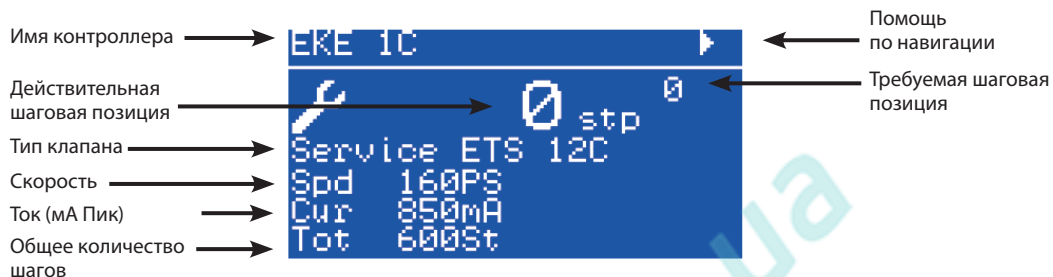 Имя контроллера
Действительная
шаговая позиция
Тип клапана
Скорость
Ток (мА Пик)
Общее количество
шагов
EKE 1C
0 stp
0
Service ETS 12C
Spd 160PS
Cur 850mA
Tot 600St
Помощь
по навигации
Требуемая шаговая
позиция
ua